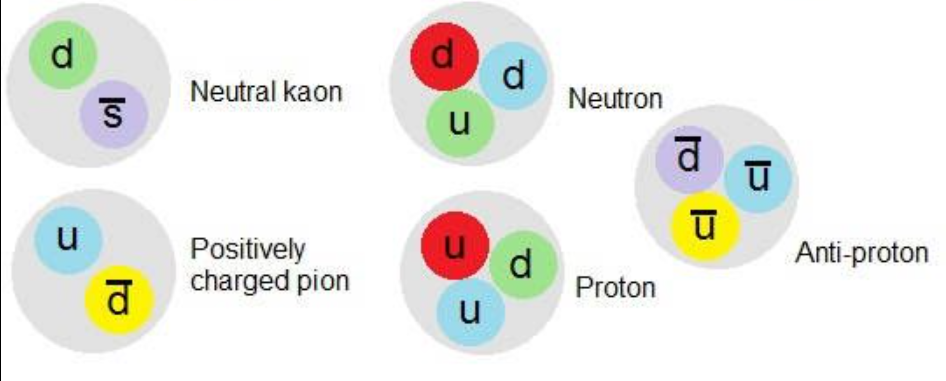 d
s̅
Neutral kaon
u
d̅
Positively
charged pion
d
d
u
Neutron
u
d
u
Proton
d̅
u̅
u̅
Anti-proton